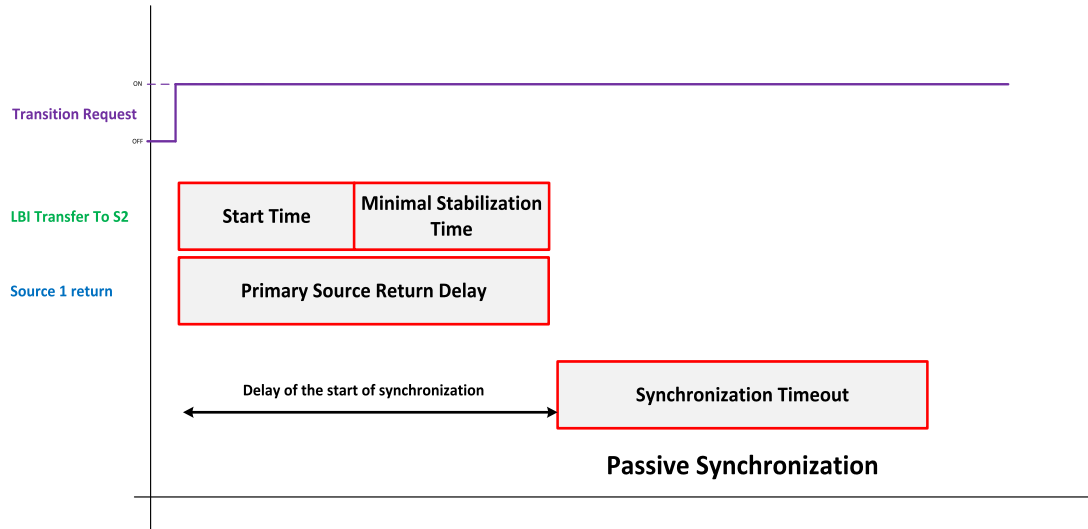 ON
Transition Request
OFF
LBI Transfer To S2
Start Time
Minimal Stabilization
Time
Source 1 return
Primary Source Return Delay
Delay of the start of synchronization
Synchronization Timeout
Passive Synchronization